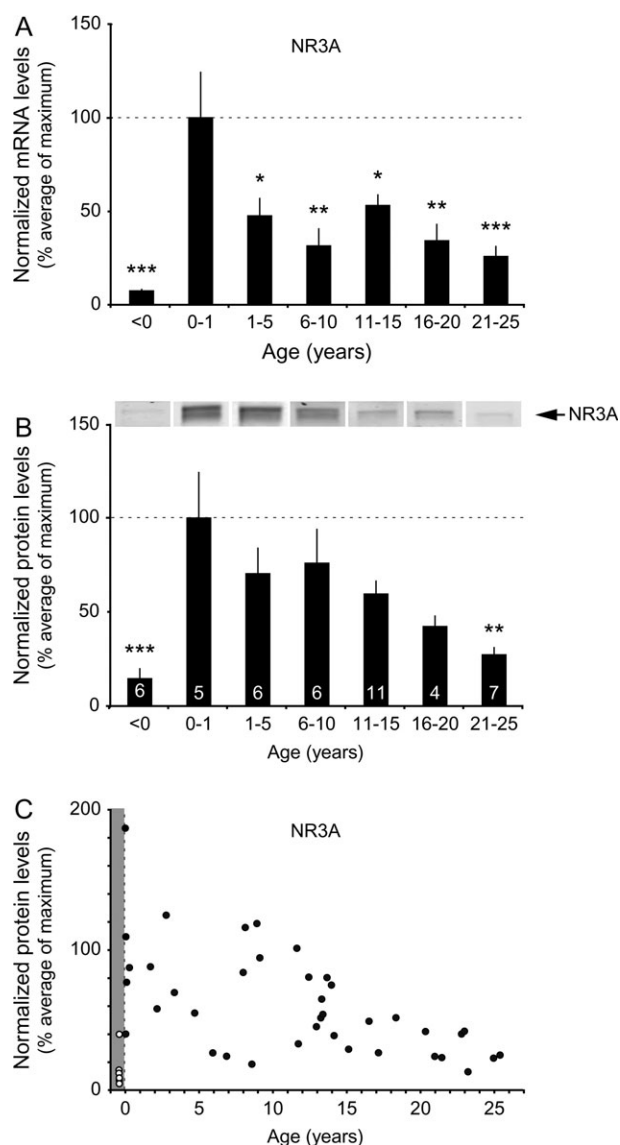 A
NR3A
Normalized mRNA levels
(% average of maximum)
150
100
50
0
***
*
**
*
**
***
<0 0-1 1-5 6-10 11-15 16-20 21-25
Age (years)
B
NR3A
Normalized protein levels
(% average of maximum)
150
100
50
0
***
**
6 5 6 6 11 4 7
<0 0-1 1-5 6-10 11-15 16-20 21-25
Age (years)
C
NR3A
Normalized protein levels
(% average of maximum)
200
100
0
0 5 10 15 20 25
Age (years)